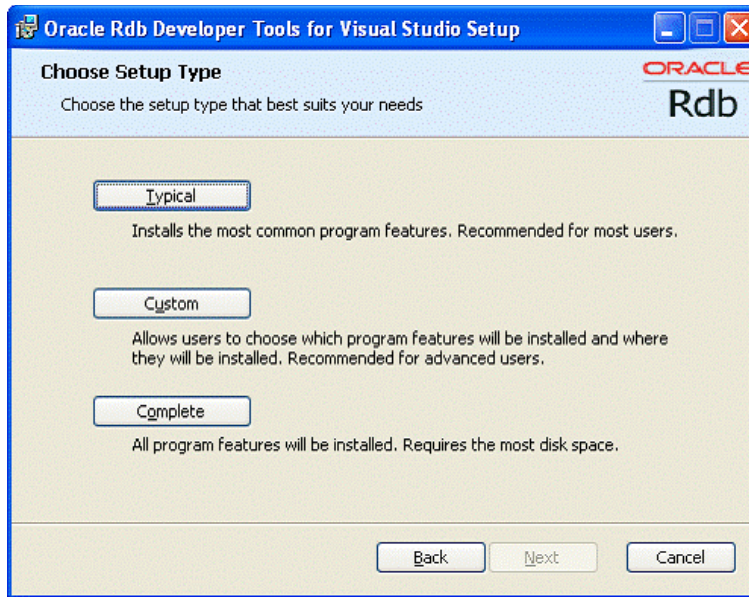 Oracle Rdb Developer Tools for Visual Studio Setup
Choose Setup Type
Choose the setup type that best suits your needs
ORACLE
Rdb
Typical
Installs the most common program features. Recommended for most users.
Custom
Allows users to choose which program features will be installed and where
they will be installed. Recommended for advanced users.
Complete
All program features will be installed. Requires the most disk space.
Back
Next
Cancel